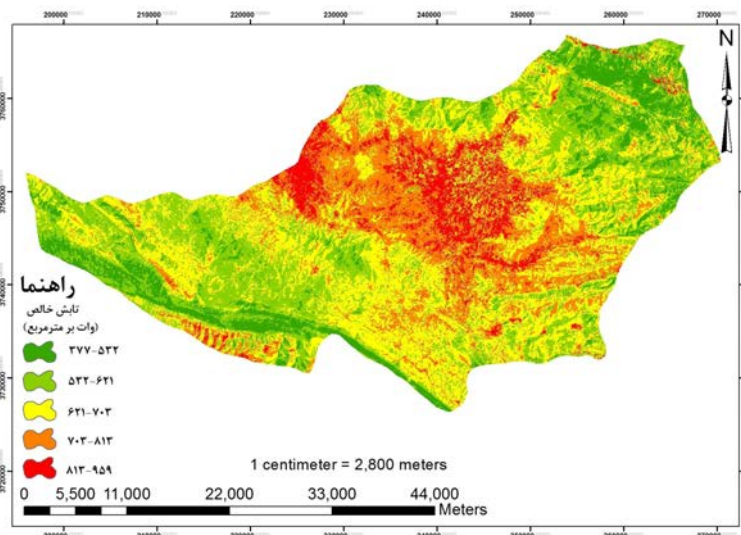 200000 210000 220000 230000 240000 250000 260000 270000
N
3760000
3750000
3740000
3730000
3720000
راهنما
تابش خالص
(وات بر مترمربع)
۳۷۷-۵۳۲
۵۳۲-۶۲۱
۶۲۱-۷۰۳
۷۰۳-۸۱۳
۸۱۳-۹۵۹
1 centimeter = 2,800 meters
0 5,500 11,000 22,000 33,000 44,000
Meters